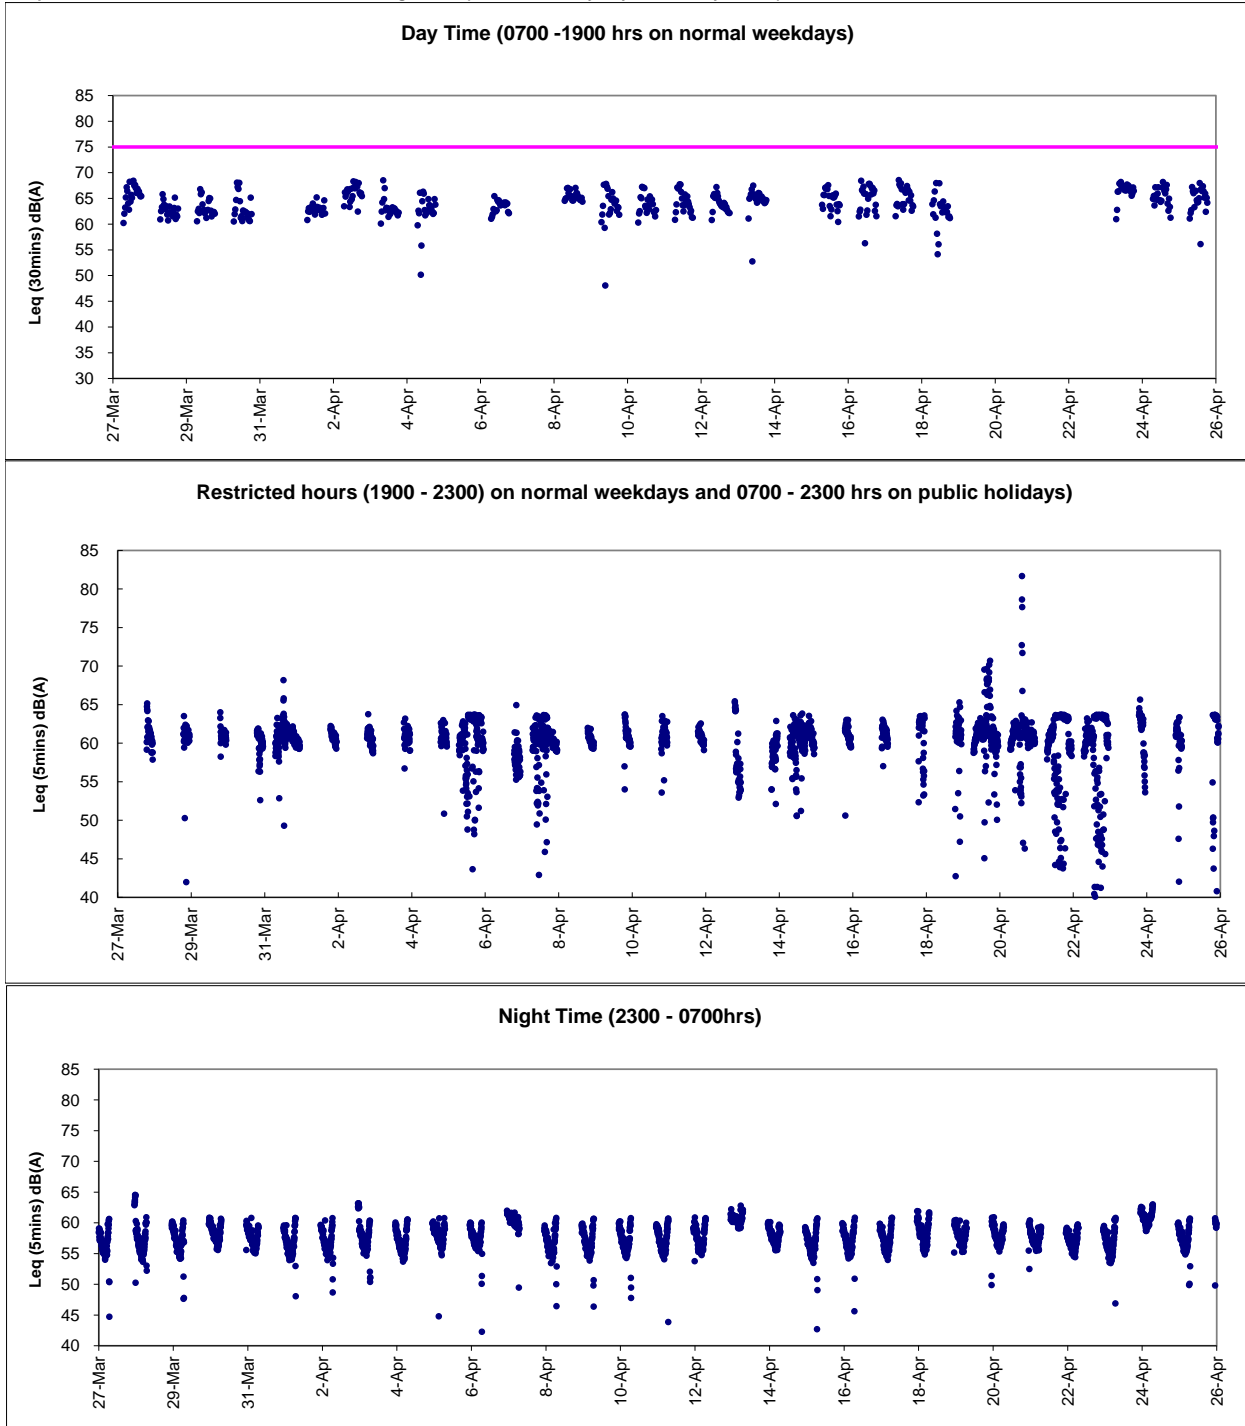 Day Time (0700 -1900 hrs on normal weekdays)
85
80
75
70
65
60
55
50
45
40
35
30
Leq (30mins) dB(A)
27-Mar
29-Mar
31-Mar
2-Apr
4-Apr
6-Apr
8-Apr
10-Apr
12-Apr
14-Apr
16-Apr
18-Apr
20-Apr
22-Apr
24-Apr
26-Apr
Restricted hours (1900 - 2300) on normal weekdays and 0700 - 2300 hrs on public holidays)
85
80
75
70
65
60
55
50
45
40
Leq (5mins) dB(A)
27-Mar
29-Mar
31-Mar
2-Apr
4-Apr
6-Apr
8-Apr
10-Apr
12-Apr
14-Apr
16-Apr
18-Apr
20-Apr
22-Apr
24-Apr
26-Apr
Night Time (2300 - 0700hrs)
85
80
75
70
65
60
55
50
45
40
Leq (5mins) dB(A)
27-Mar
29-Mar
31-Mar
2-Apr
4-Apr
6-Apr
8-Apr
10-Apr
12-Apr
14-Apr
16-Apr
18-Apr
20-Apr
22-Apr
24-Apr
26-Apr